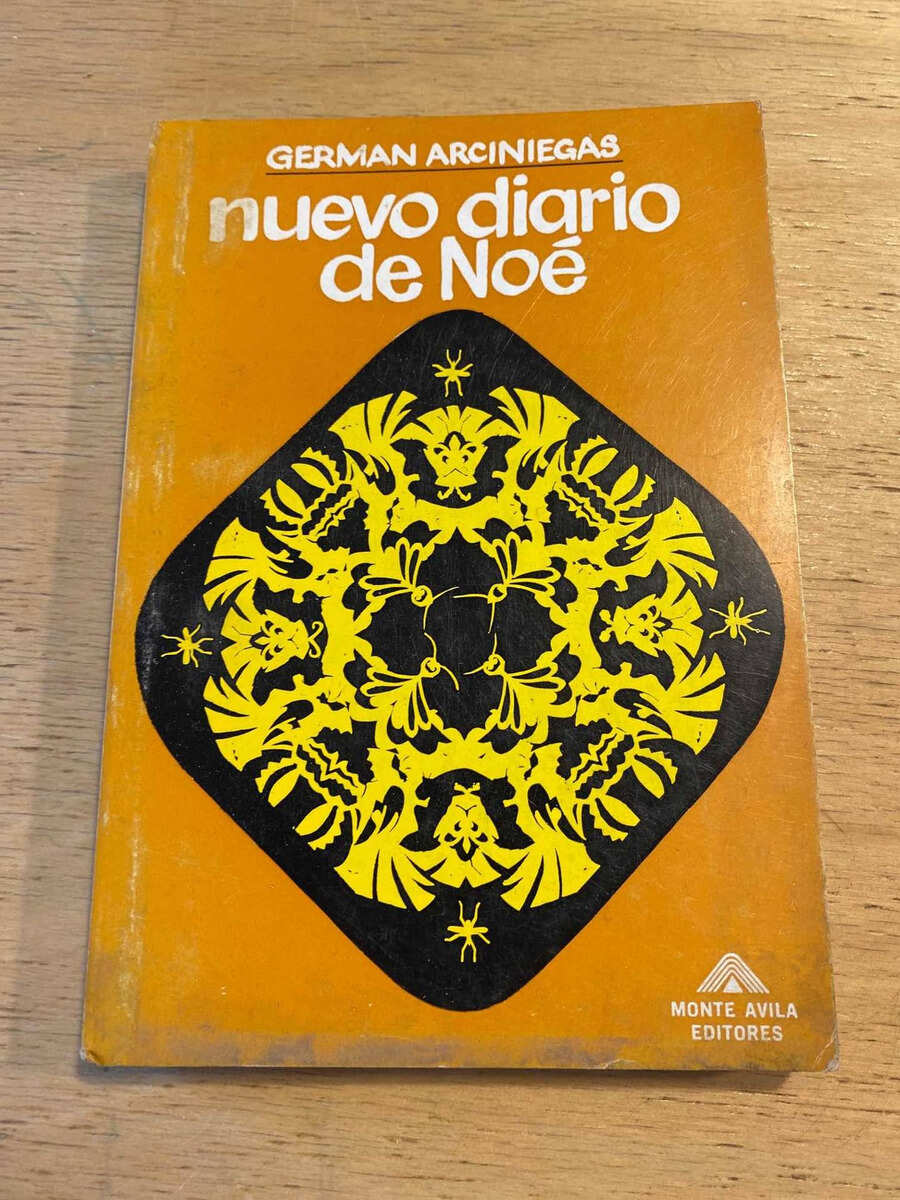 GERMAN ARCINIEGAS
nuevo diario
de Noé
MONTE AVILA
EDITORES